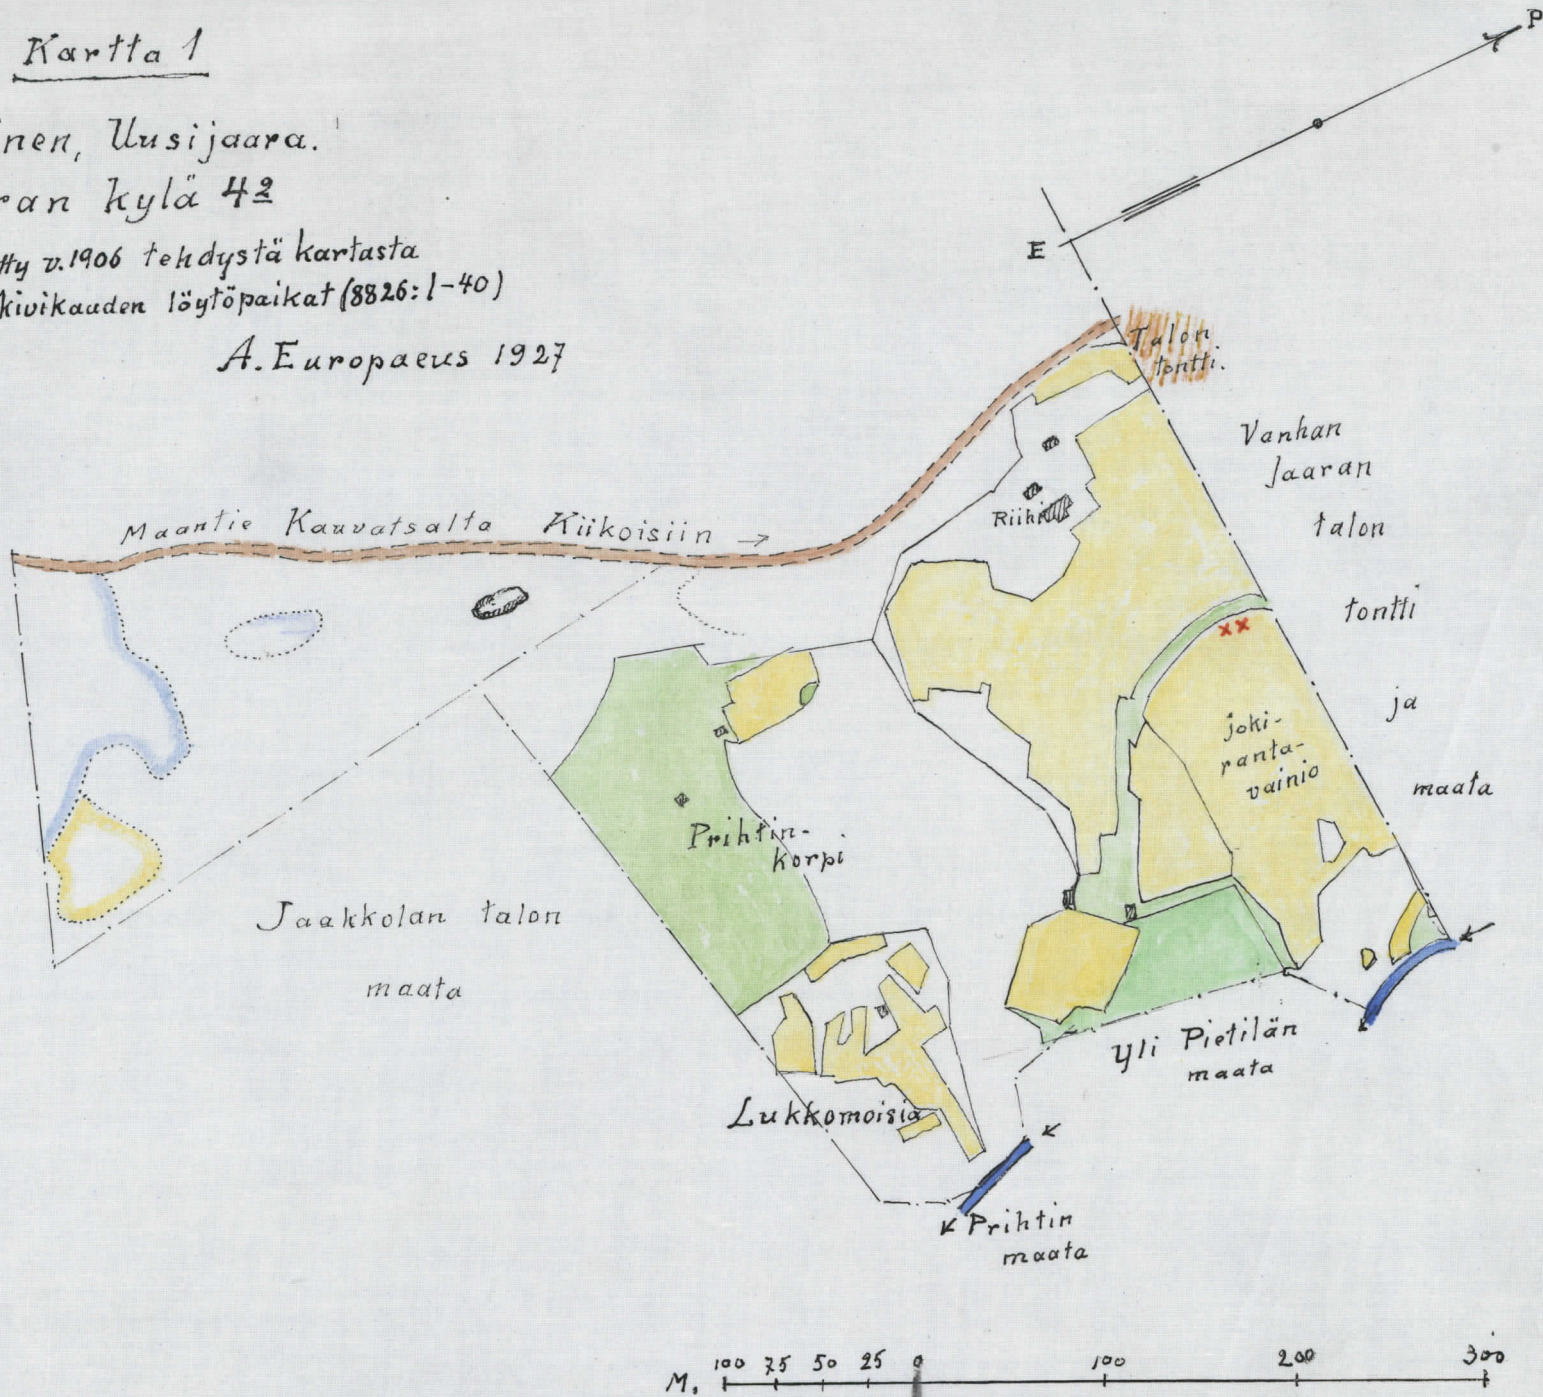 Kartta 1
nen, Uusijaara.
ran kylä 42
tty v.1906 tehdystä kartasta
kivikauden löytöpaikat (8826:1-40)
A. Europaeus 1927
P
E
Talon
tontti.
Vanhan
Jaaran
talon
tontti
ja
maata
Riihi
Maantie Kauvatsalta Kiikoisiin →
xx
joki-
ranta-
vainio
Prihtin-
korpi
Jaakkolan talon
maata
Yli Pietilän
maata
Lukkomoisia
Prihtin
maata
M. 100 75 50 25 0 100 200 300